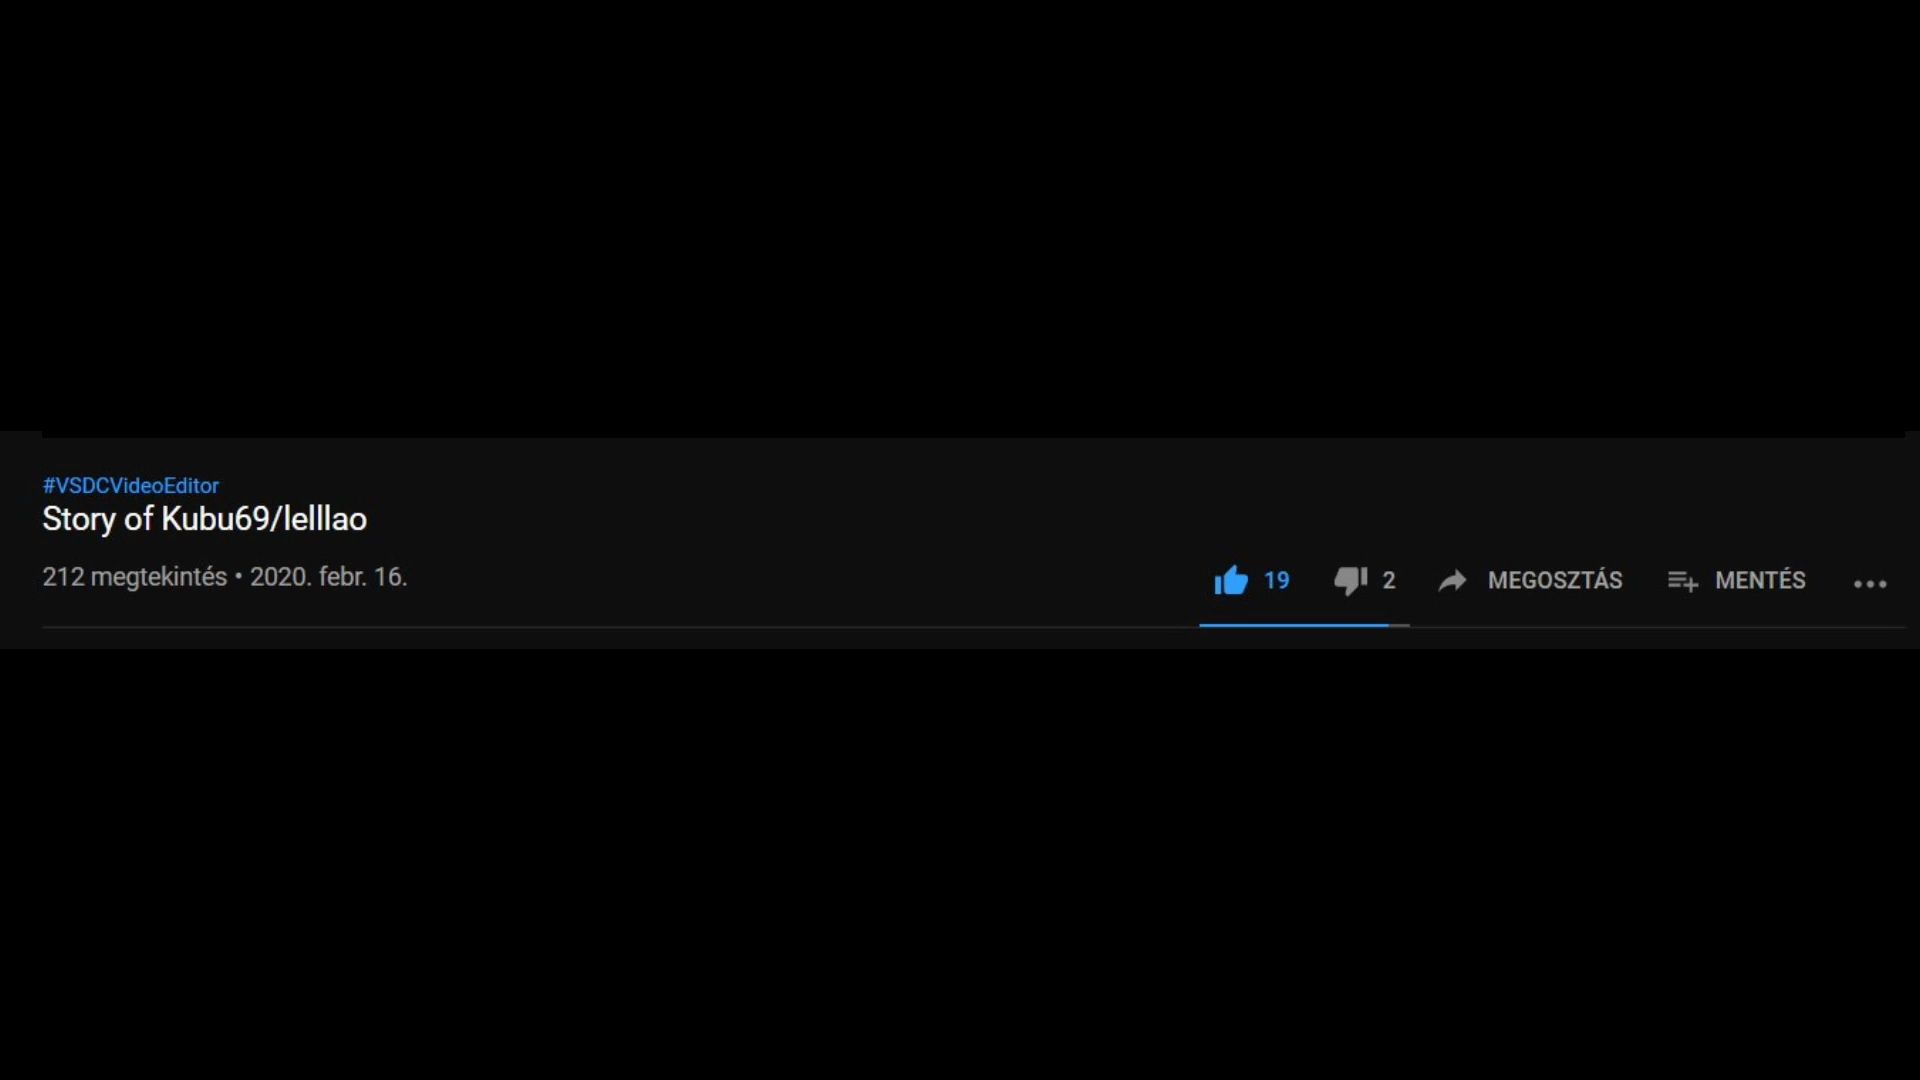 #VSDCVideoEditor
Story of Kubu69/lelllao
212 megtekintés • 2020. febr. 16.
19 2 MEGOSZTÁS MENTÉS